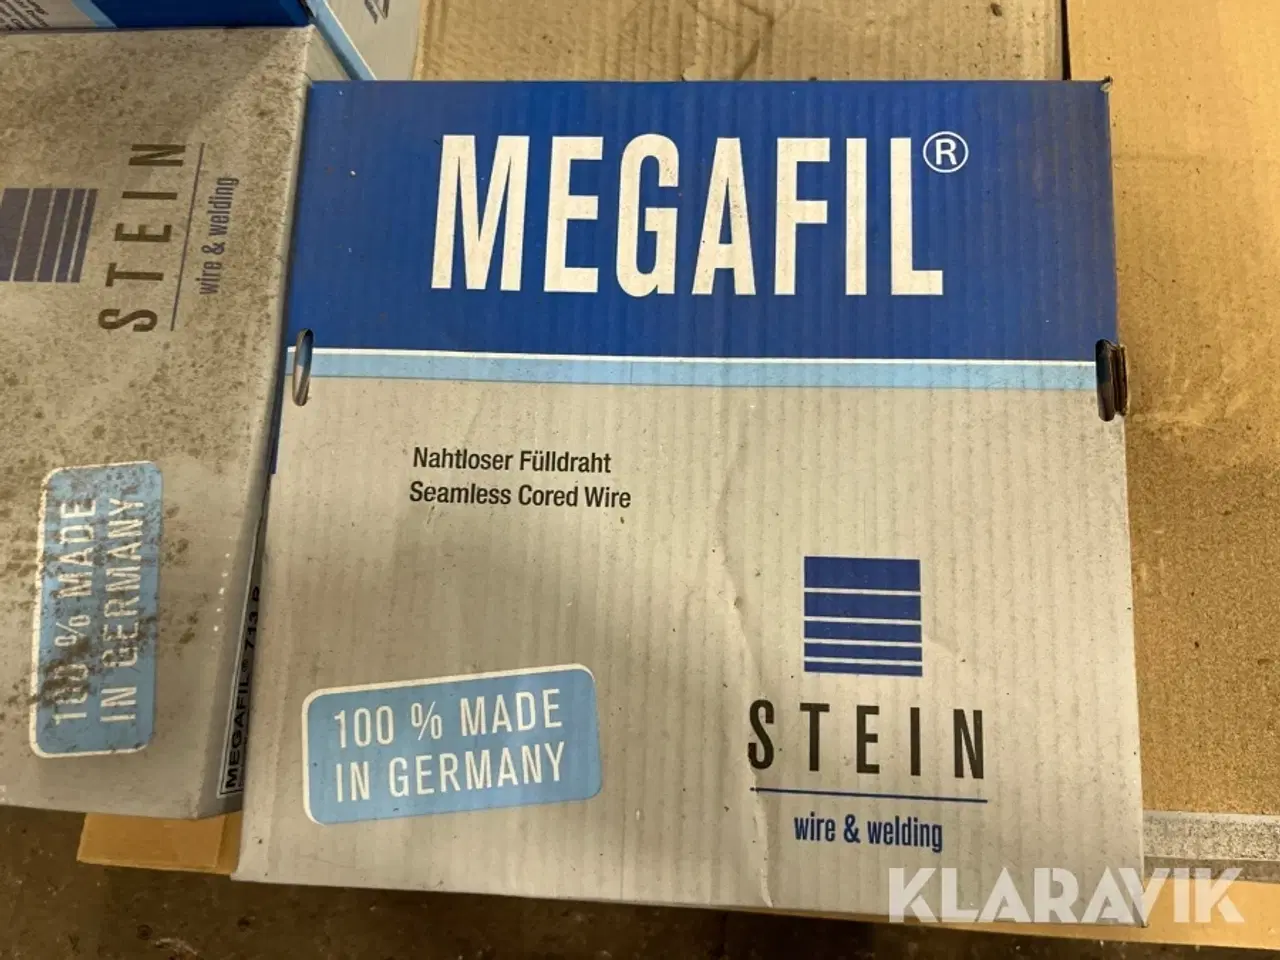 MEGAFIL®
Nahtloser Fülldraht
Seamless Cored Wire
100 % MADE
IN GERMANY
STEIN
wire & welding
STEIN
wire & welding
100 % MADE
IN GERMANY
MEGAFIL® 713 R
KLARAVIK